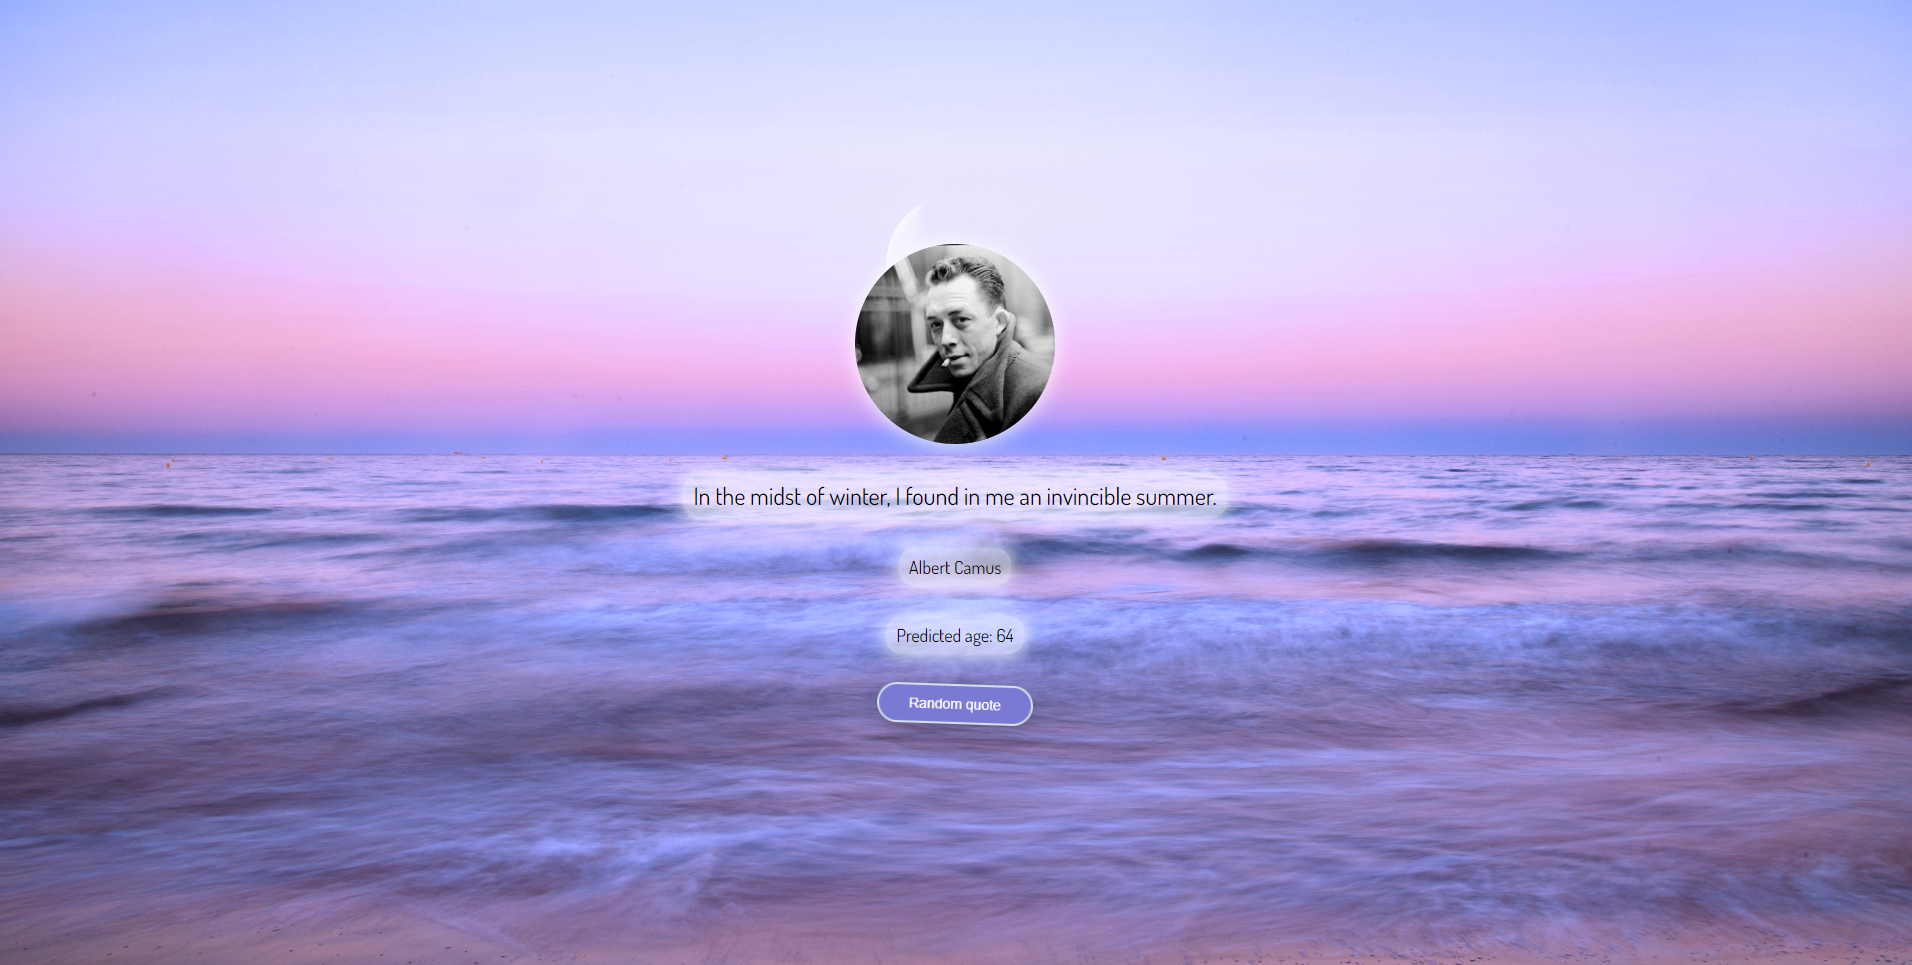 In the midst of winter, I found in me an invincible summer.
Albert Camus
Predicted age: 64
Random quote